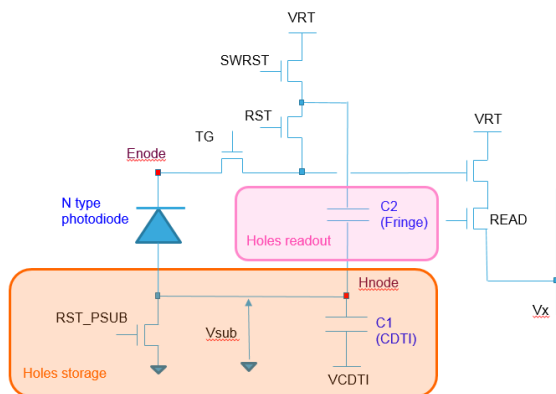 VRT
SWRST
RST
VRT
TG
Enode
N type
photodiode
C2
(Fringe)
READ
Holes readout
Hnode
RST_PSUB
Vsub
C1
(CDTI)
Vx
Holes storage
VCDTI